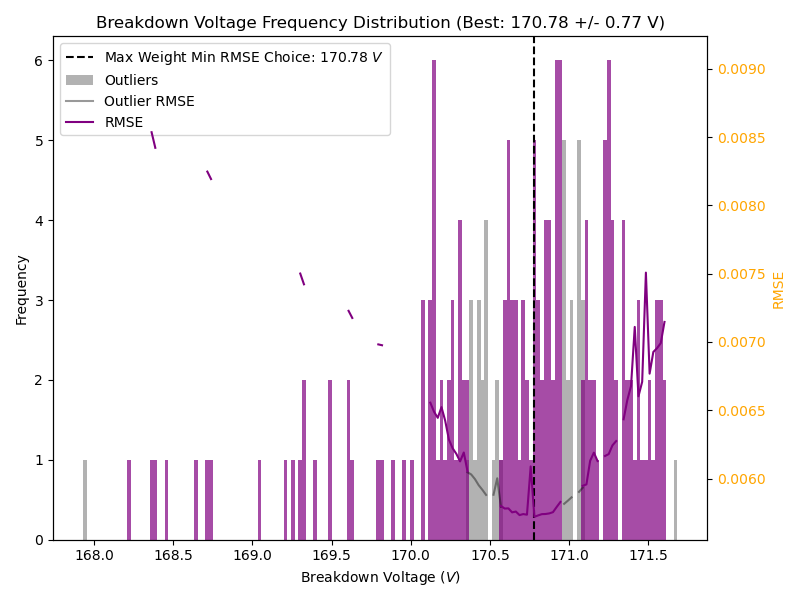 Breakdown Voltage Frequency Distribution (Best: 170.78 +/- 0.77 V)
Max Weight Min RMSE Choice: 170.78 V
Outliers
Outlier RMSE
RMSE
Frequency
6
5
4
3
2
1
0
0.0090
0.0085
0.0080
0.0075
0.0070
0.0065
0.0060
RMSE
168.0 168.5 169.0 169.5 170.0 170.5 171.0 171.5
Breakdown Voltage (V)